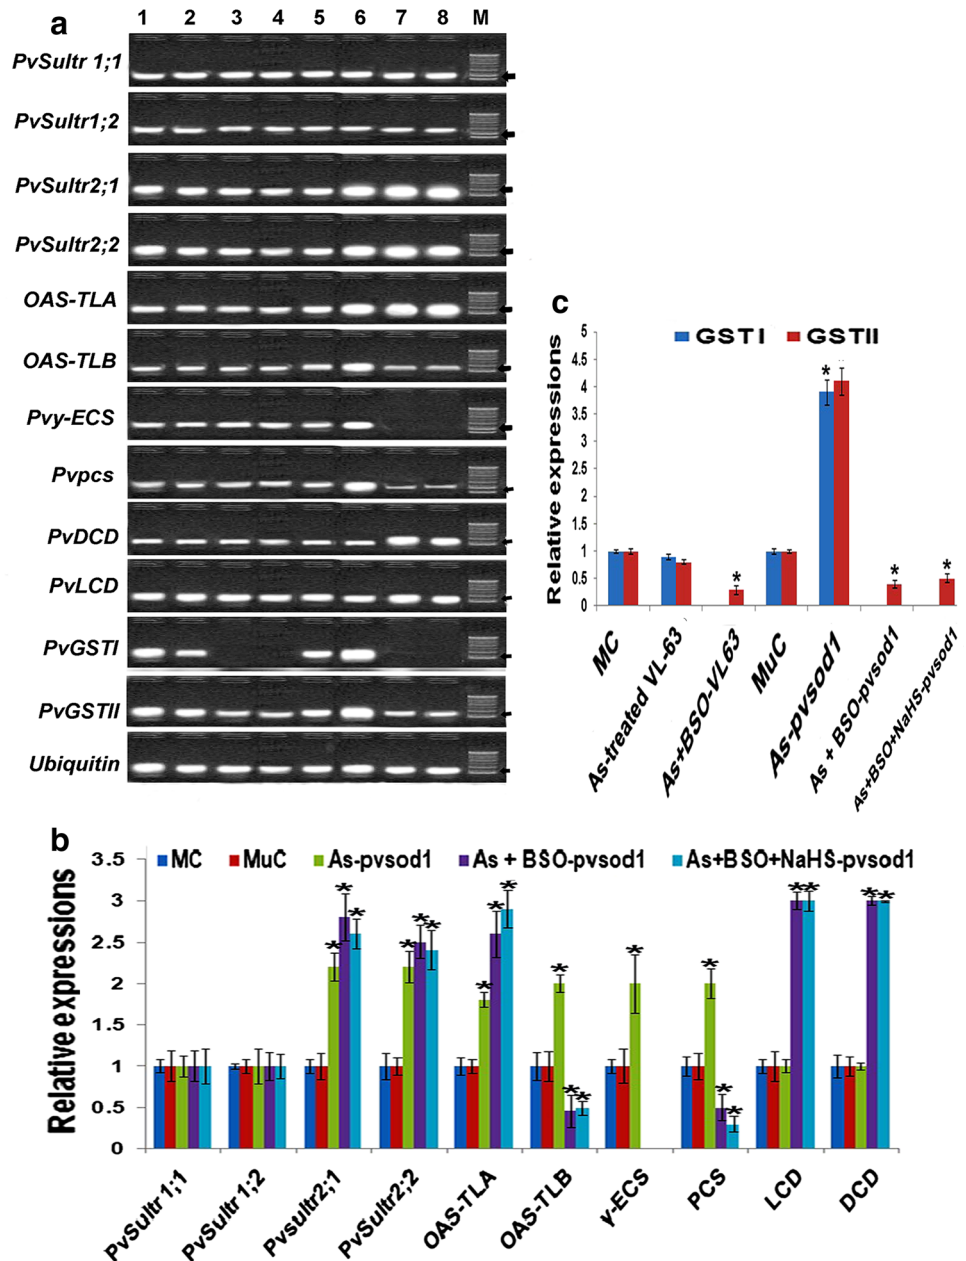 a
1 2 3 4 5 6 7 8 M
PvSultr 1;1
PvSultr1;2
PvSultr2;1
PvSultr2;2
OAS-TLA
OAS-TLB
Pvy-ECS
Pvpcs
PvDCD
PvLCD
PvGSTI
PvGSTII
Ubiquitin
c
GST I GSTII
Relative expressions
5
4.5
4
3.5
3
2.5
2
1.5
1
0.5
0
* * * *
MC
As-treated VL-63
As+BSO-VL63
MuC
As-pvsod1
As + BSO-pvsod1
As+BSO+NaHS-pvsod1
b
MC MuC As-pvsod1 As + BSO-pvsod1 As+BSO+NaHS-pvsod1
Relative expressions
3.5
3
2.5
2
1.5
1
0.5
0
* * * * * * * * * * * * * * * * * * * *
PvSultr 1;1
PvSultr 1;2
Pvsultr2;1
PvSultr2;2
OAS-TLA
OAS-TLB
γ-ECS
PCS
LCD
DCD